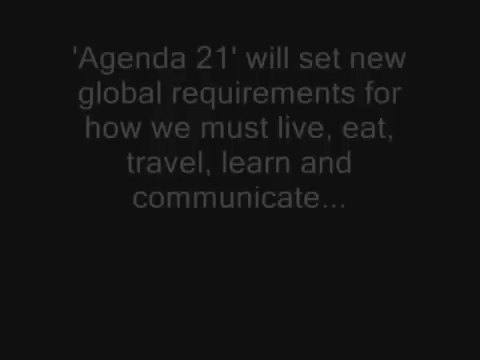 'Agenda 21' will set new
global requirements for
how we must live, eat,
travel, learn and
communicate...